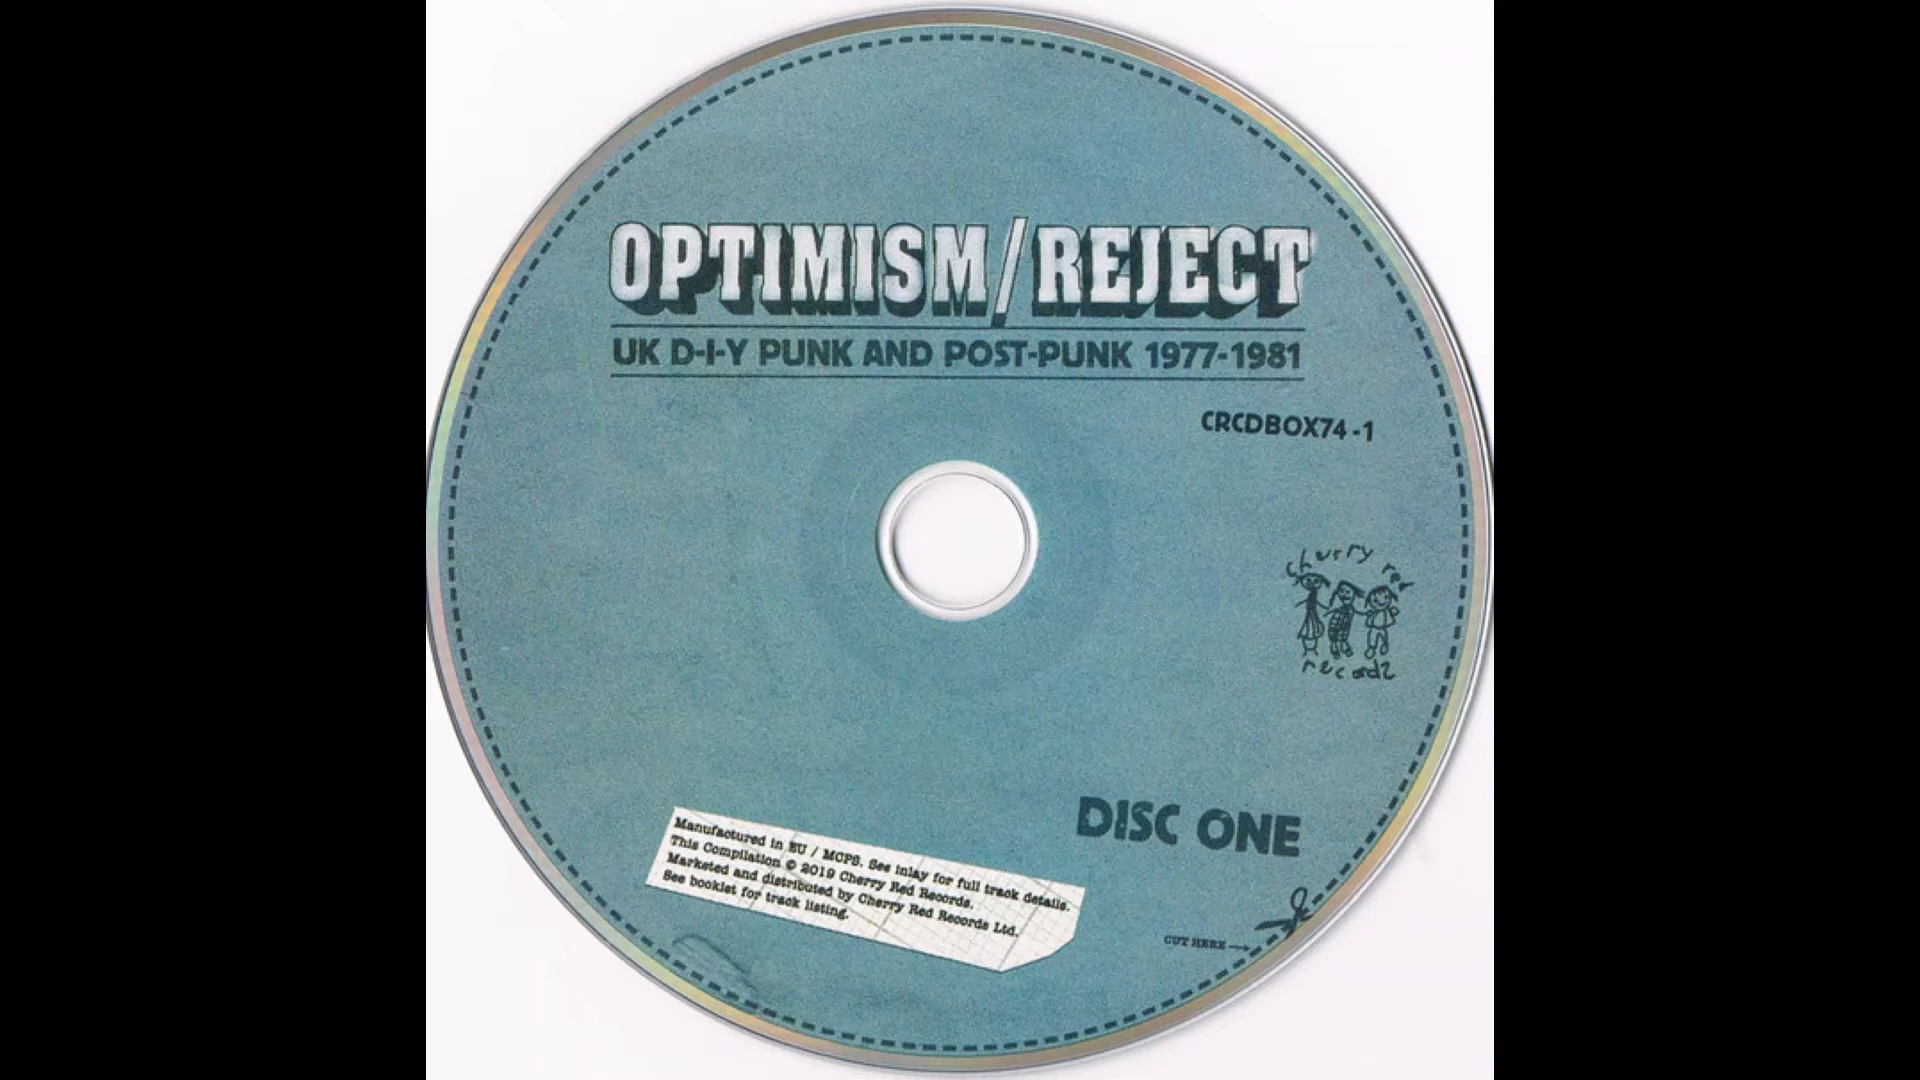 OPTIMISM/REJECT
UK D-I-Y PUNK AND POST-PUNK 1977-1981
CRCDBOX74-1
cherry red
records
DISC ONE
Manufactured in EU / MCPS. See inlay for full track details.
This Compilation © 2019 Cherry Red Records.
Marketed and distributed by Cherry Red Records Ltd.
See booklet for track listing.
CUT HERE →